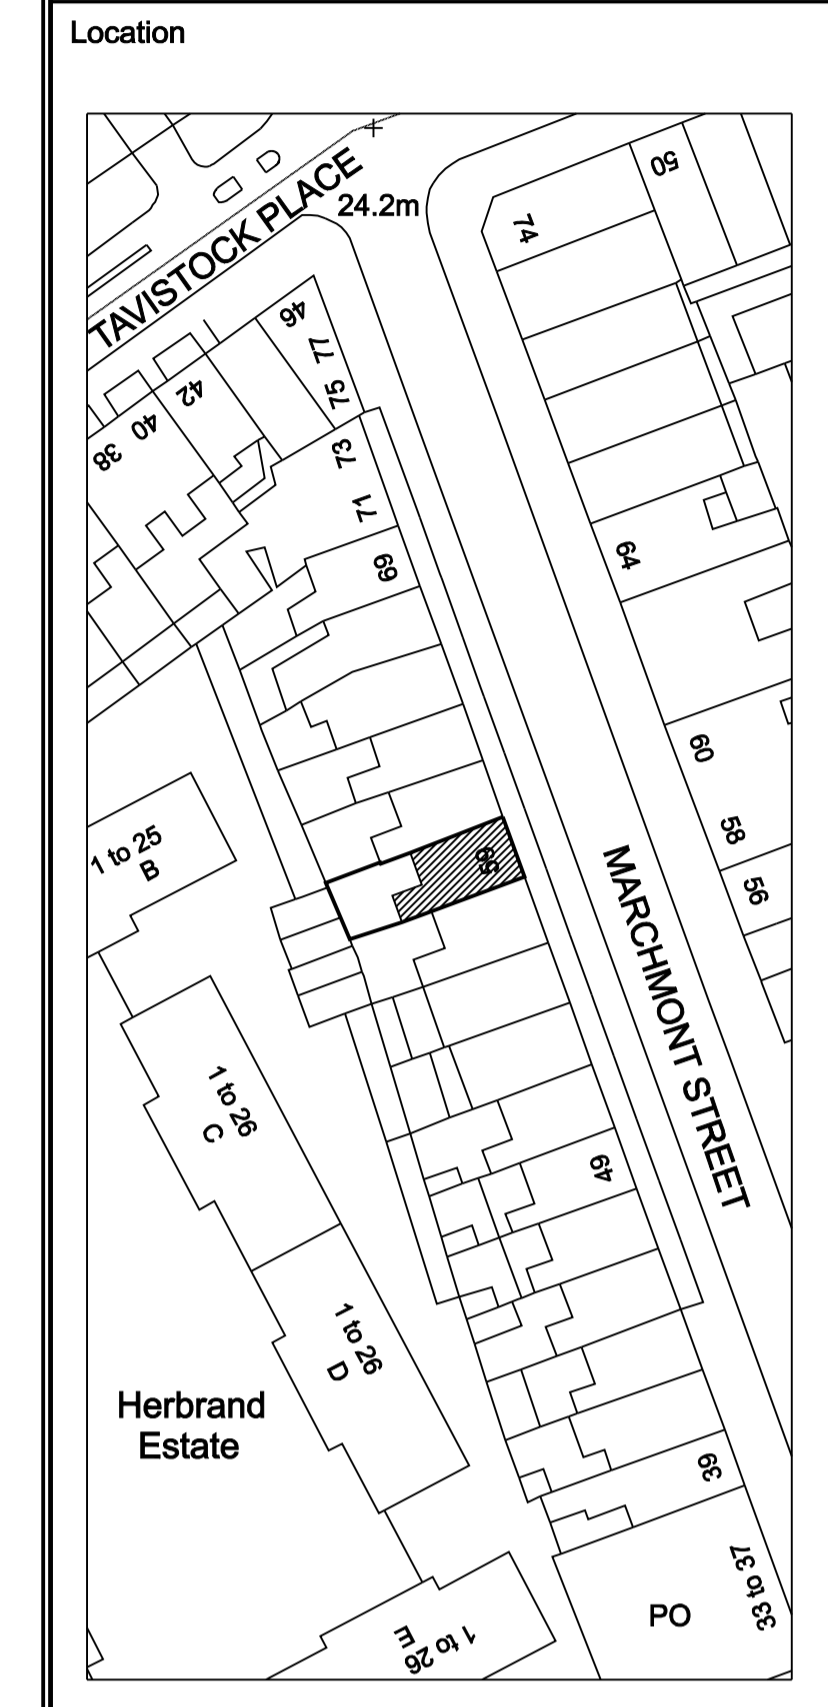 Location
TAVISTOCK PLACE
24.2m
50
74
46
77
75
42
40
38
73
71
69
64
60
58
56
59
MARCHMONT STREET
1 to 25
B
1 to 26
C
49
1 to 26
D
Herbrand
Estate
39
33 to 37
PO
1 to 26
E